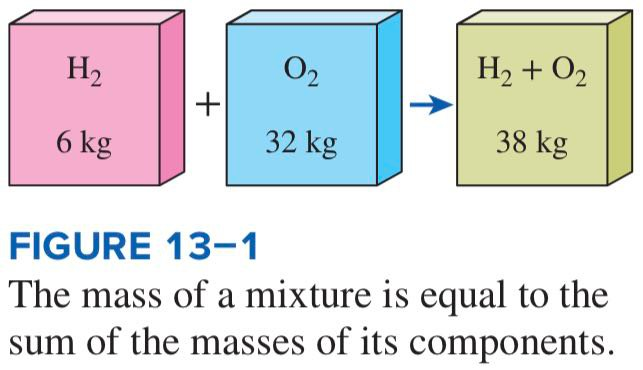 H₂ + O₂ → H₂ + O₂
6 kg 32 kg 38 kg
FIGURE 13–1
The mass of a mixture is equal to the
sum of the masses of its components.